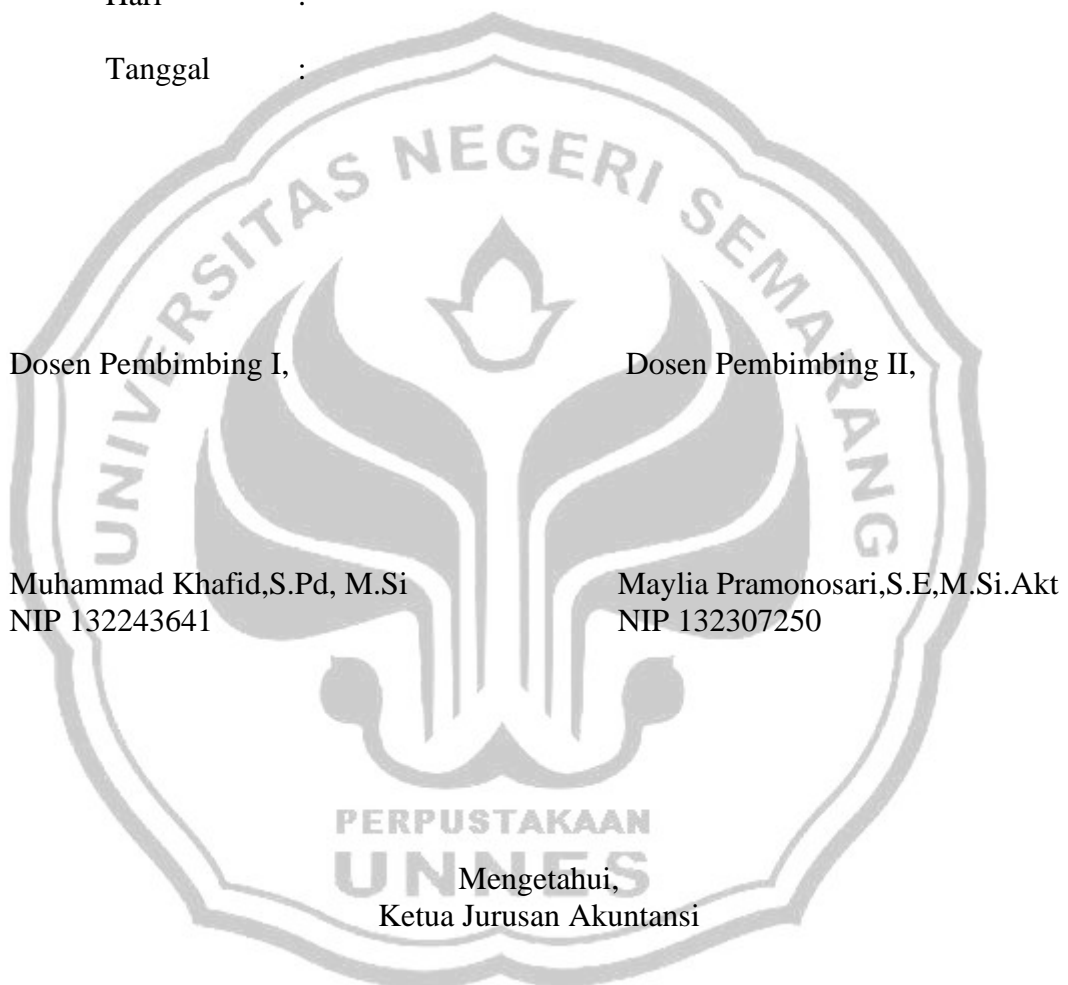 Hari :
Tanggal :
UNIVERSITAS NEGERI SEMARANG
Dosen Pembimbing I, Dosen Pembimbing II,
Muhammad Khafid,S.Pd, M.Si Maylia Pramonosari,S.E,M.Si.Akt
NIP 132243641 NIP 132307250
PERPUSTAKAAN
UNNES
Mengetahui,
Ketua Jurusan Akuntansi